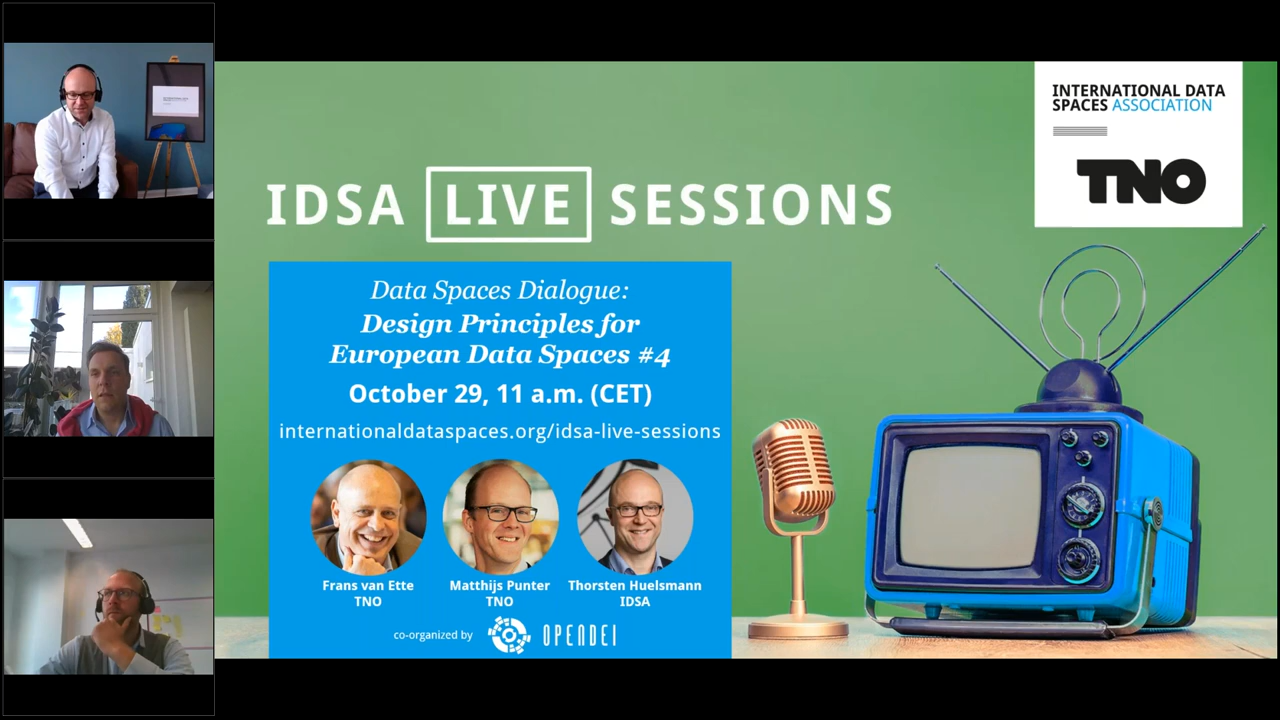 IDSA LIVE SESSIONS
INTERNATIONAL DATA
SPACES ASSOCIATION
TNO
Data Spaces Dialogue:
Design Principles for
European Data Spaces #4
October 29, 11 a.m. (CET)
internationaldataspaces.org/idsa-live-sessions
Frans van Ette
TNO
Matthijs Punter
TNO
Thorsten Huelsmann
IDSA
co-organized by
OPENDEI